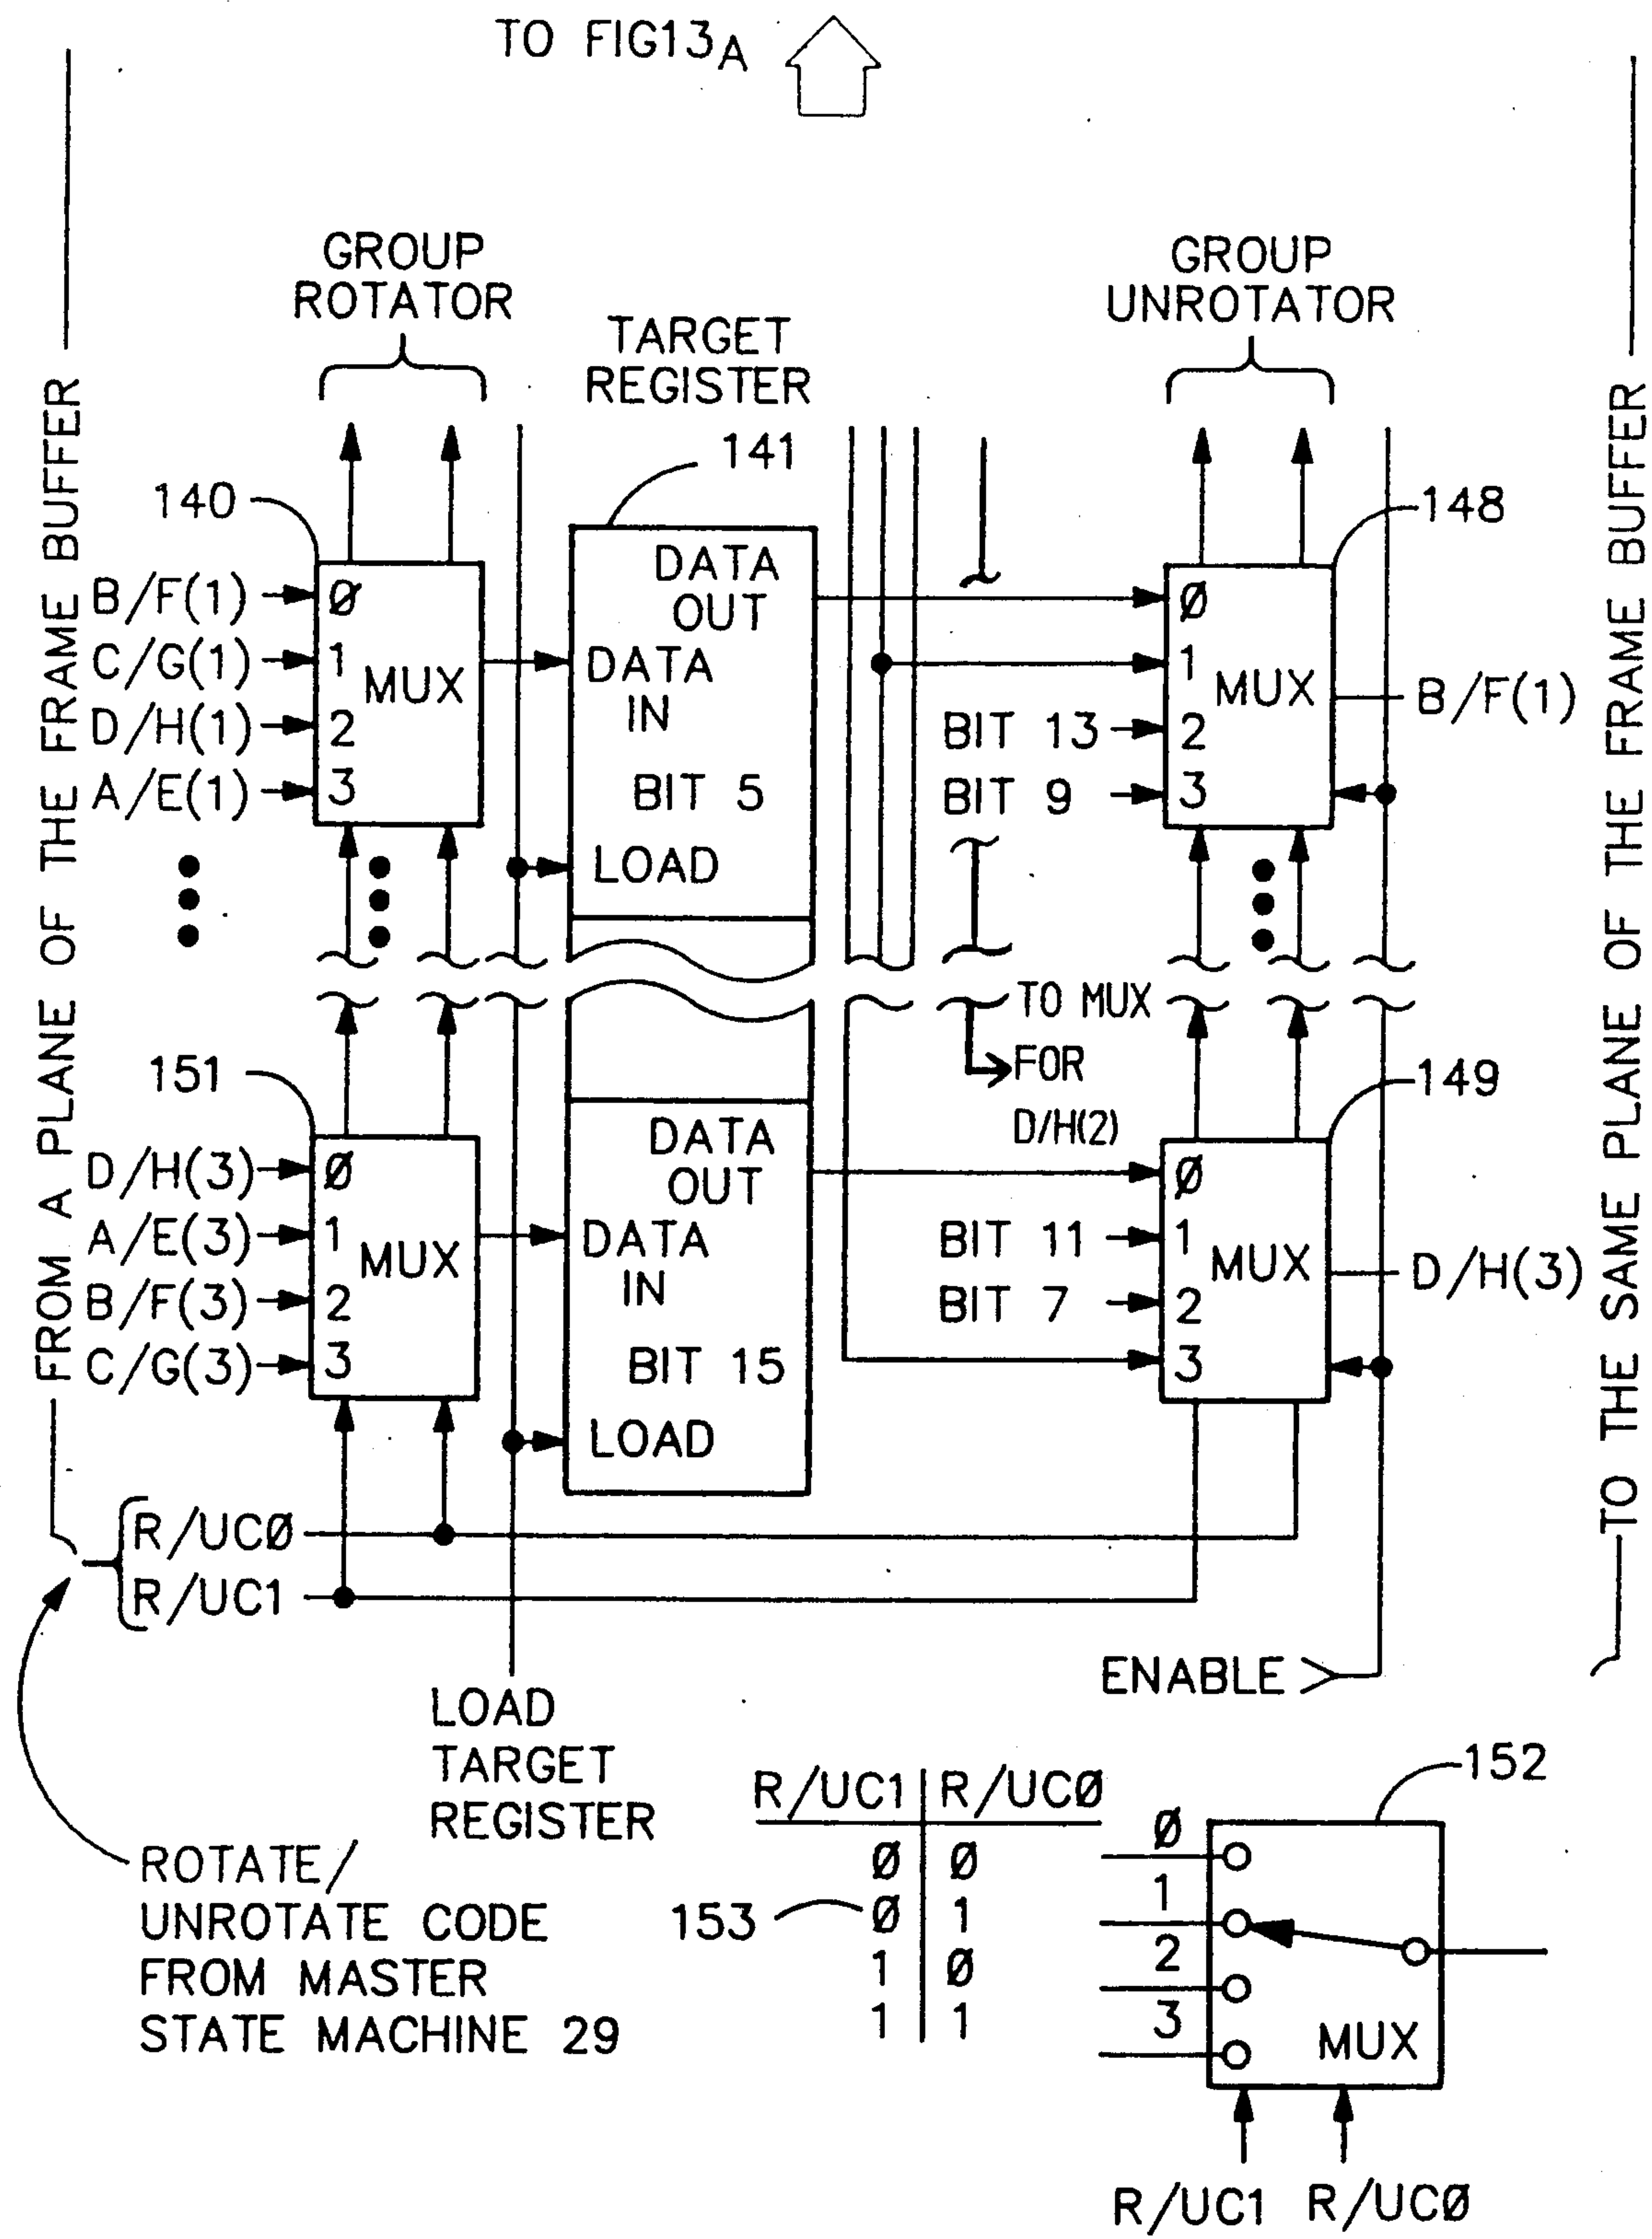 TO FIG13A
GROUP
ROTATOR
GROUP
UNROTATOR
TARGET
REGISTER
141
140
148
FROM A PLANE OF THE FRAME BUFFER
TO THE SAME PLANE OF THE FRAME BUFFER
B/F(1)
C/G(1)
D/H(1)
A/E(1)
Ø
1
2
3
MUX
DATA
OUT
DATA
IN
BIT 5
LOAD
BIT 13
BIT 9
Ø
1
2
3
MUX
B/F(1)
TO MUX
FOR
D/H(2)
151
149
D/H(3)
A/E(3)
B/F(3)
C/G(3)
Ø
1
2
3
MUX
DATA
OUT
DATA
IN
BIT 15
LOAD
BIT 11
BIT 7
Ø
1
2
3
MUX
D/H(3)
R/UCØ
R/UC1
ENABLE
LOAD
TARGET
REGISTER
ROTATE/
UNROTATE CODE
FROM MASTER
STATE MACHINE 29
R/UC1 R/UCØ
Ø Ø
153 Ø 1
1 Ø
1 1
152
Ø
1
2
3
MUX
R/UC1 R/UCØ